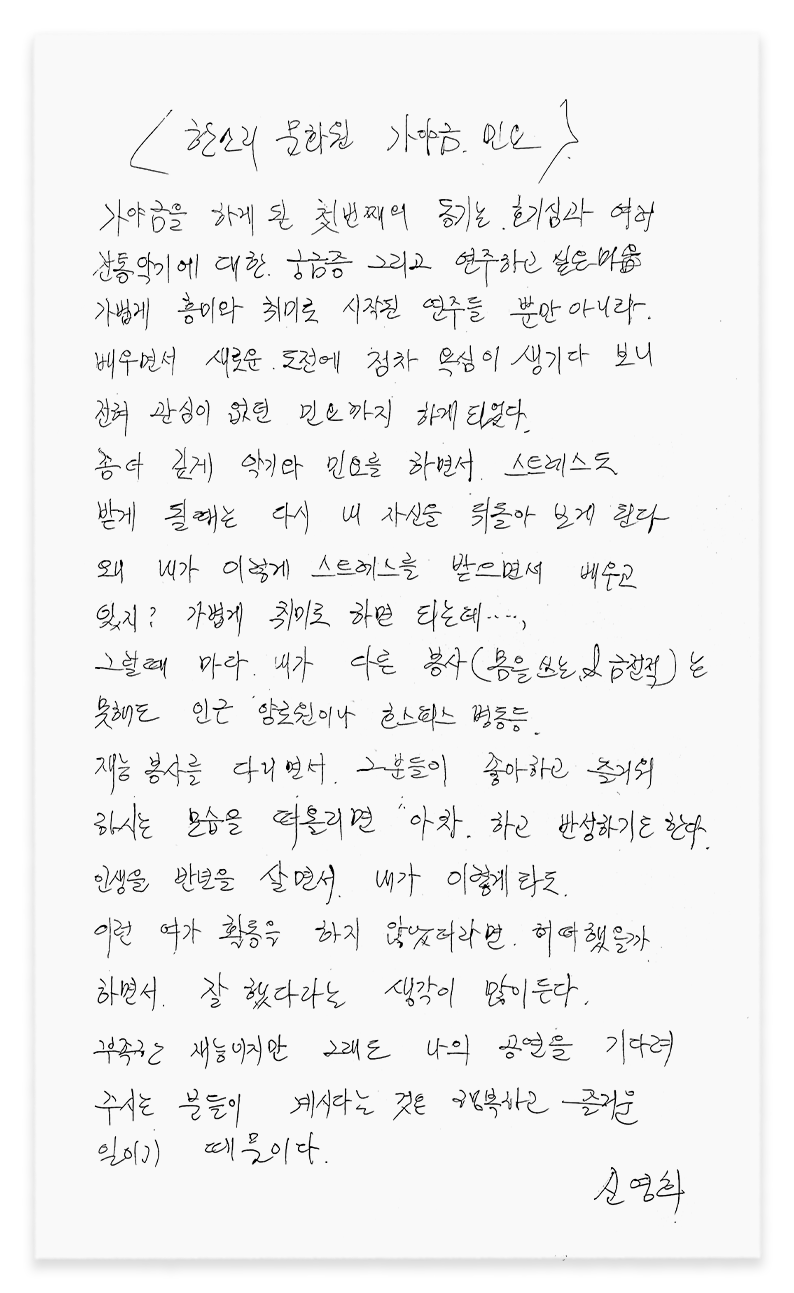 < 한소리 문화원 가야금. 민요 >
가야금을 하게 된 첫번째의 동기는 호기심과 여러
전통악기에 대한 궁금증 그리고 연주하고 싶은마음
가볍게 흥미와 취미로 시작된 연주들 뿐만 아니라.
배우면서 새로운 도전에 점차 욕심이 생기다 보니
전혀 관심이 없던 민요까지 하게 되었다.
좀더 깊게 악기와 민요를 하면서 스트레스도
받게 될때는 다시 내 자신을 뒤돌아 보게 된다
왜 내가 이렇게 스트레스를 받으면서 배우고
있지? 가볍게 취미로 하면 되는데····,
그럴때 마다 내가 다른 봉사(몸을 쓰는, 금전적)는
못해도 인근 양로원이나 호스피스 병동등.
재능 봉사를 다니면서. 그분들이 좋아하고 즐거워
하시는 모습을 떠올리면 "아차. 하고 반성하기도 한다.
인생을 반년을 살면서. 내가 이렇게라도.
이런 여가 활동을 하지 않았더라면. 어떠했을까
하면서. 잘 했다라는 생각이 많이든다.
부족한 재능이지만 그래도 나의 공연을 기다려
주시는 분들이 계시다는 것은 행복하고 즐거운
일이기 때문이다.
신영희